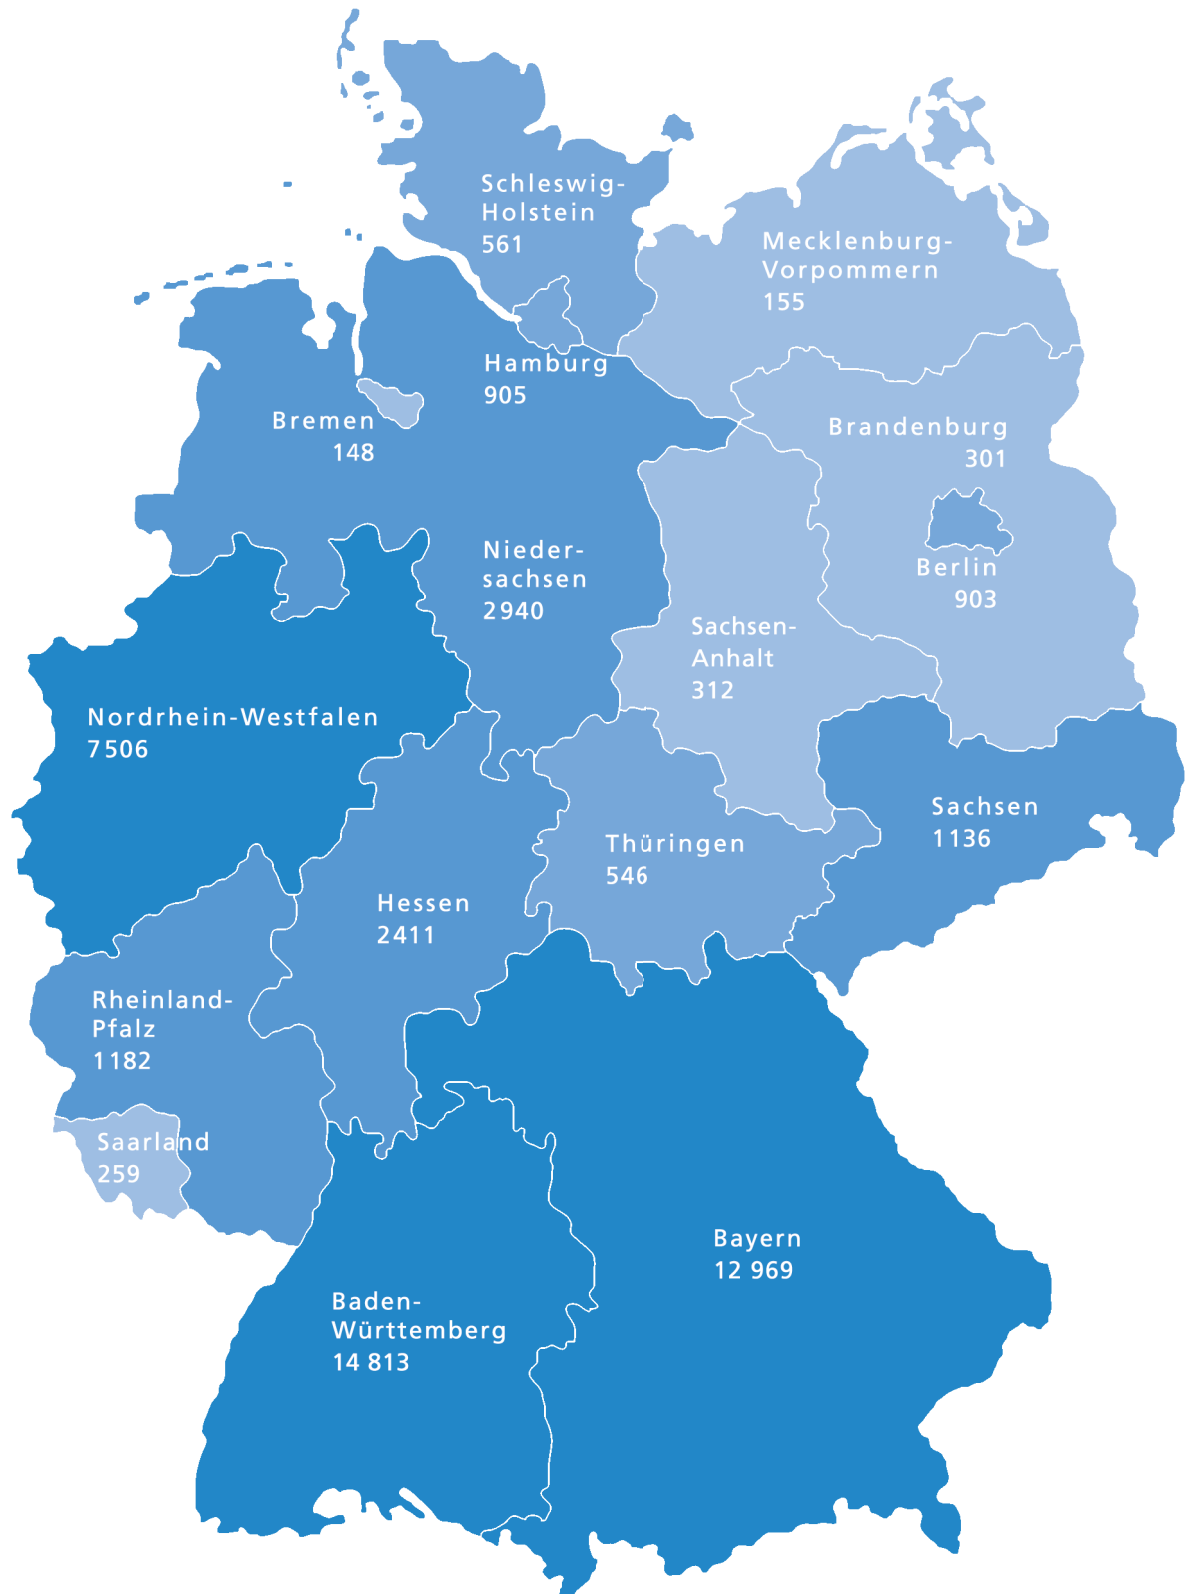 Schleswig-
Holstein
561
Mecklenburg-
Vorpommern
155
Hamburg
905
Bremen
148
Brandenburg
301
Nieder-
sachsen
2940
Berlin
903
Sachsen-
Anhalt
312
Nordrhein-Westfalen
7506
Sachsen
1136
Thüringen
546
Hessen
2411
Rheinland-
Pfalz
1182
Saarland
259
Bayern
12 969
Baden-
Württemberg
14 813